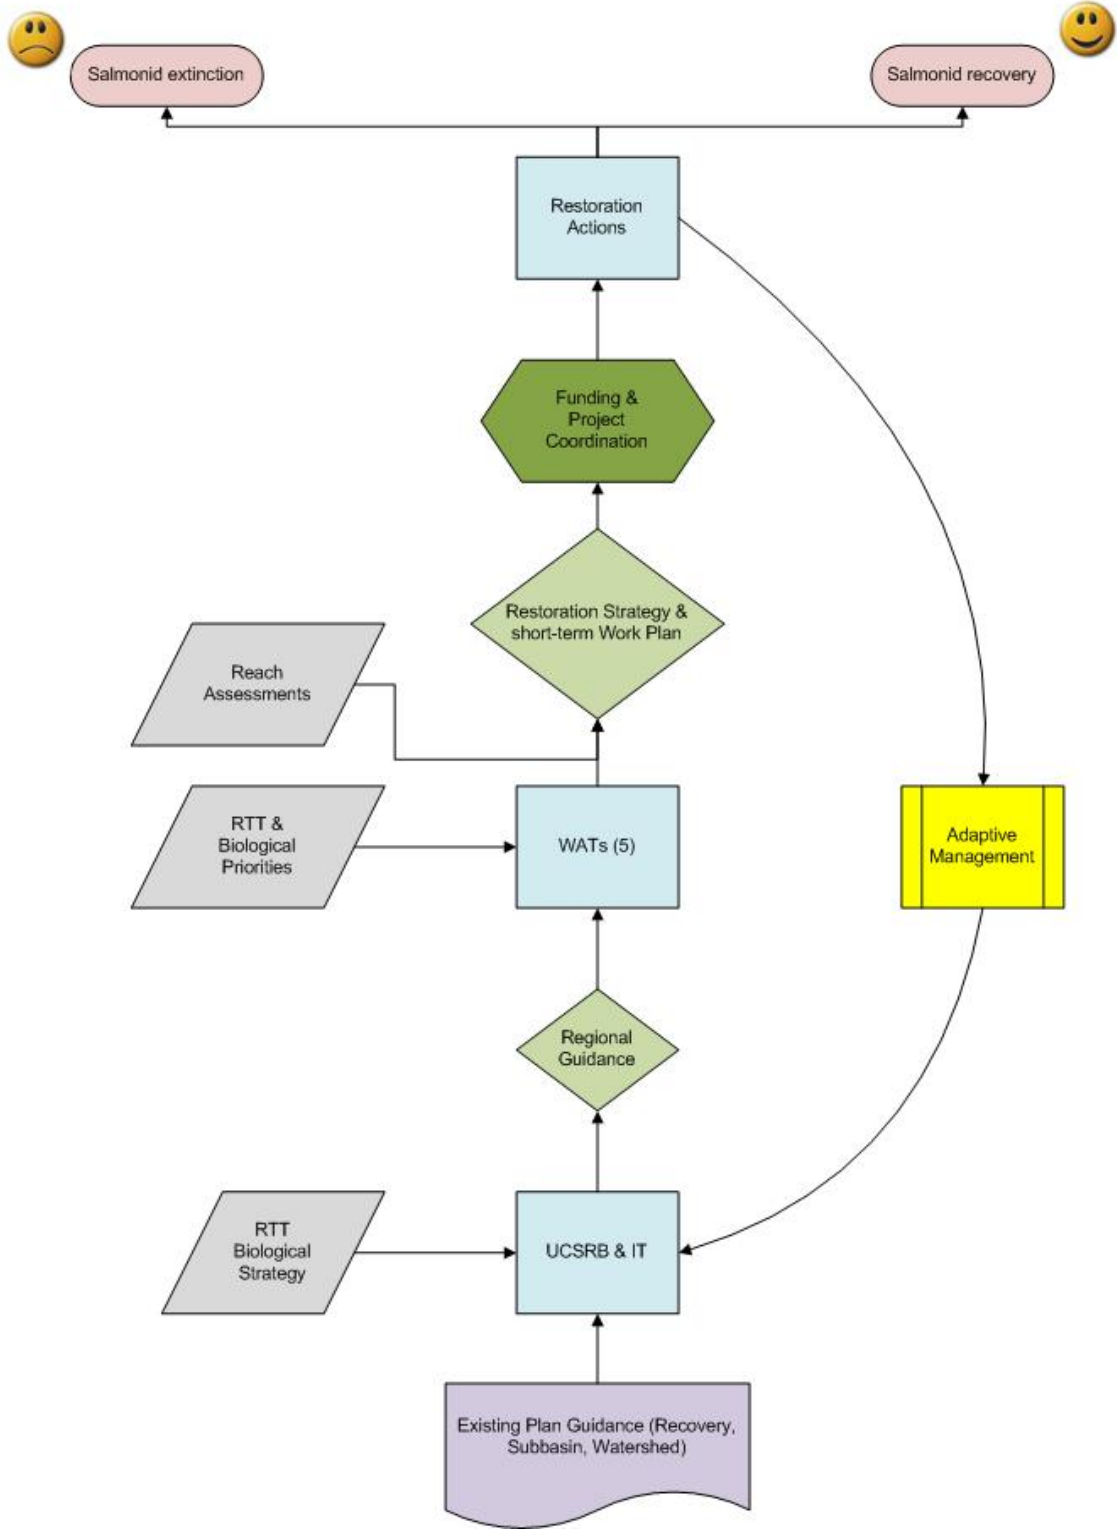 Salmonid extinction
Salmonid recovery
Restoration
Actions
Funding &
Project
Coordination
Restoration Strategy &
short-term Work Plan
Reach
Assessments
RTT &
Biological
Priorities
WATs (5)
Adaptive
Management
Regional
Guidance
RTT
Biological
Strategy
UCSRB & IT
Existing Plan Guidance (Recovery,
Subbasin, Watershed)